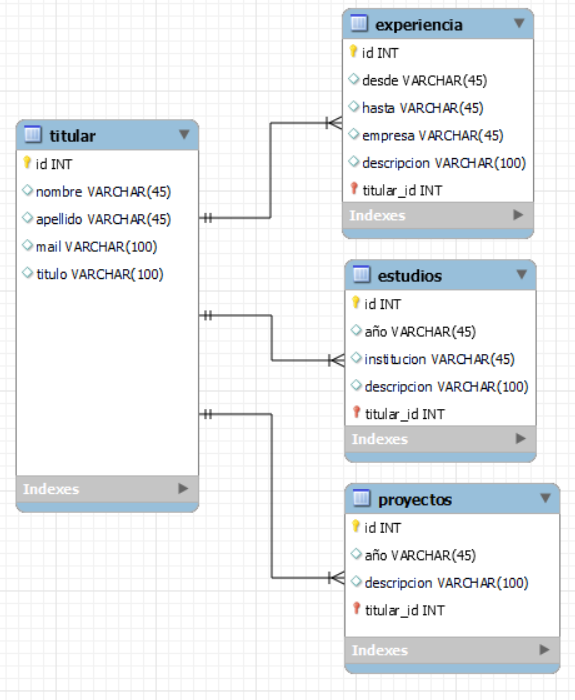 titular
id INT
nombre VARCHAR(45)
apellido VARCHAR(45)
mail VARCHAR(100)
titulo VARCHAR(100)
Indexes
experiencia
id INT
desde VARCHAR(45)
hasta VARCHAR(45)
empresa VARCHAR(45)
descripcion VARCHAR(100)
titular_id INT
Indexes
estudios
id INT
año VARCHAR(45)
institucion VARCHAR(45)
descripcion VARCHAR(100)
titular_id INT
Indexes
proyectos
id INT
año VARCHAR(45)
descripcion VARCHAR(100)
titular_id INT
Indexes